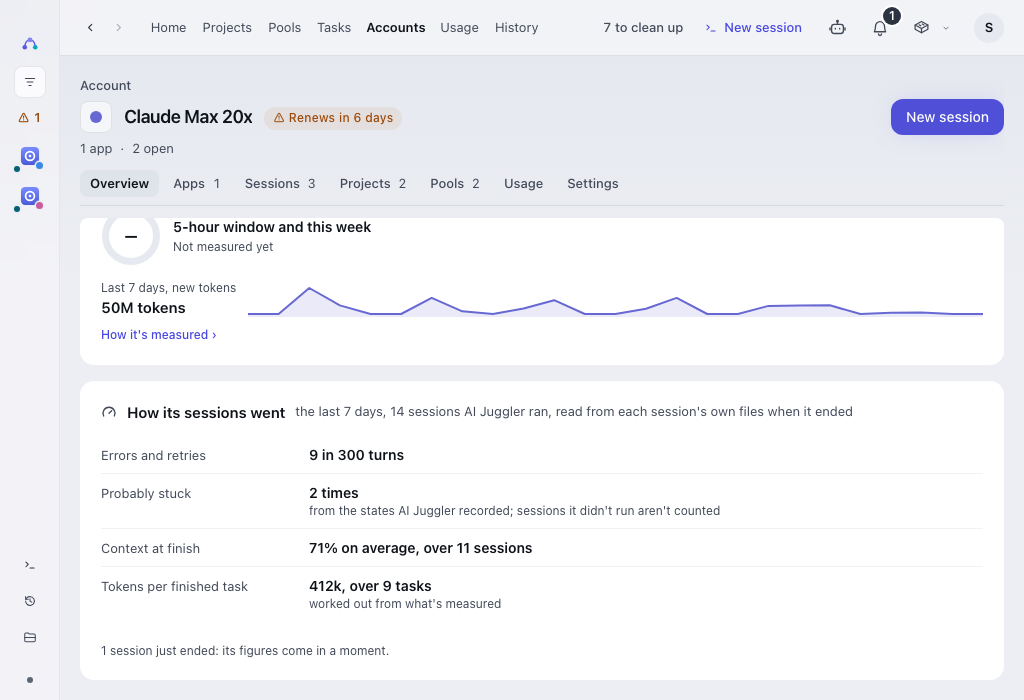 Home Projects Pools Tasks Accounts Usage History 7 to clean up New session 1 S
1
Account
Claude Max 20x Renews in 6 days New session
1 app · 2 open
Overview Apps 1 Sessions 3 Projects 2 Pools 2 Usage Settings
–
5-hour window and this week
Not measured yet
Last 7 days, new tokens
50M tokens
How it's measured ›
How its sessions went the last 7 days, 14 sessions AI Juggler ran, read from each session's own files when it ended
Errors and retries 9 in 300 turns
Probably stuck 2 times
from the states AI Juggler recorded; sessions it didn't run aren't counted
Context at finish 71% on average, over 11 sessions
Tokens per finished task 412k, over 9 tasks
worked out from what's measured
1 session just ended: its figures come in a moment.